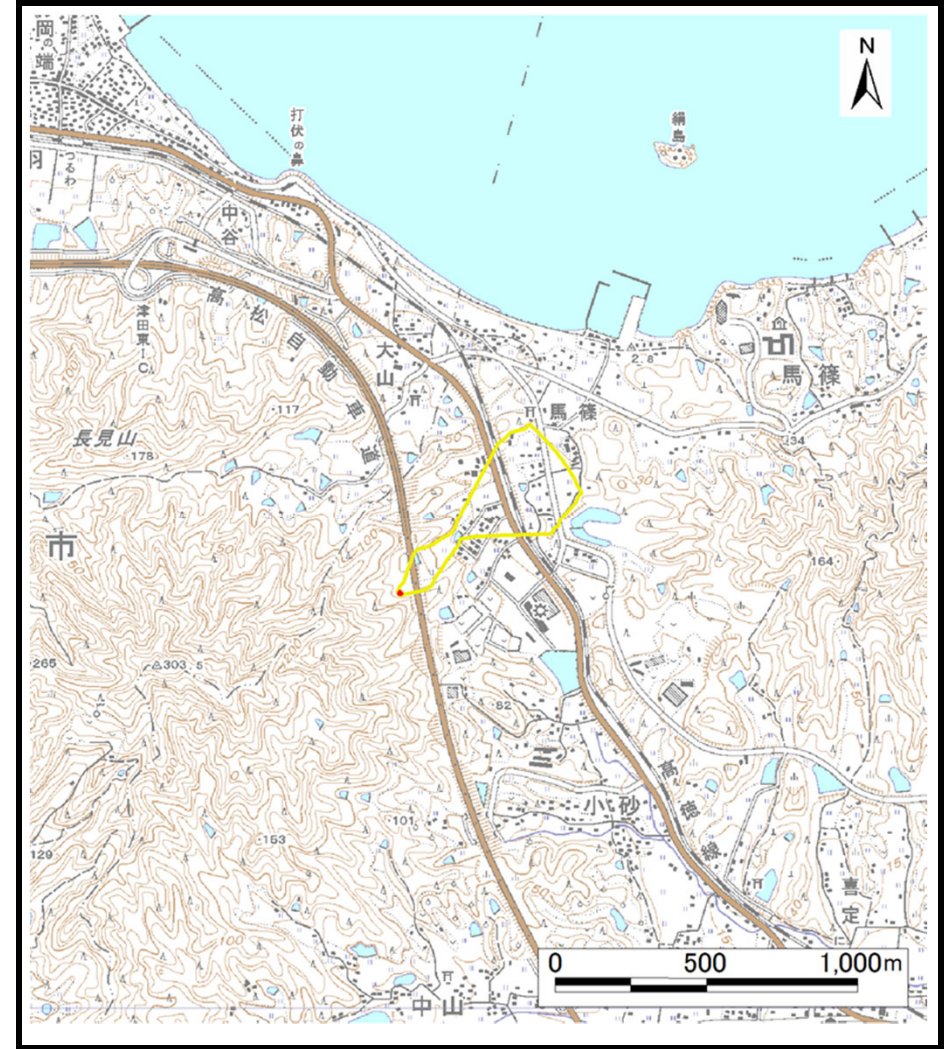 岡の端
N
打伏の鼻
絹島
羽
つるわ
中谷
高松自動車道
津田東I.C.
大山
2.8
馬篠
馬篠
117
34
長見山
178
市
100
164
265
303.5
82
高徳線
小砂
101
153
129
喜定
100
中山
0 500 1,000m